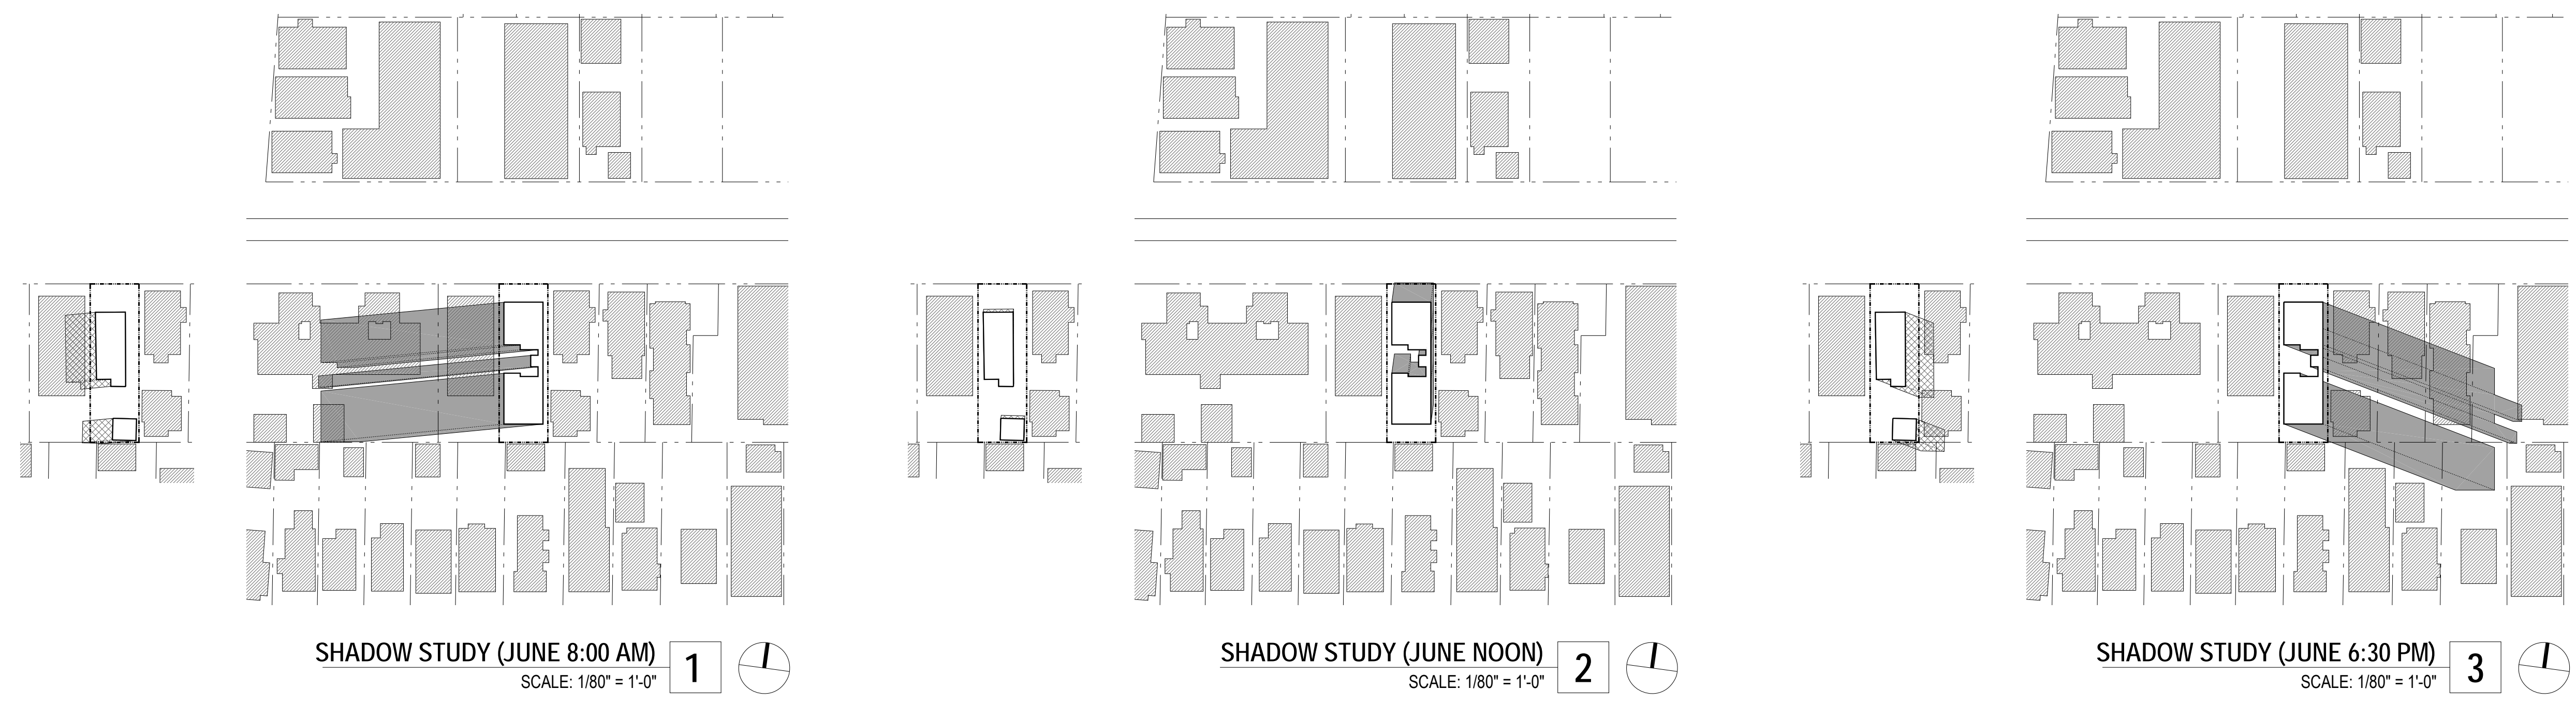 SHADOW STUDY (JUNE 8:00 AM)
1
SCALE: 1/80" = 1'-0"
SHADOW STUDY (JUNE NOON)
2
SCALE: 1/80" = 1'-0"
SHADOW STUDY (JUNE 6:30 PM)
3
SCALE: 1/80" = 1'-0"